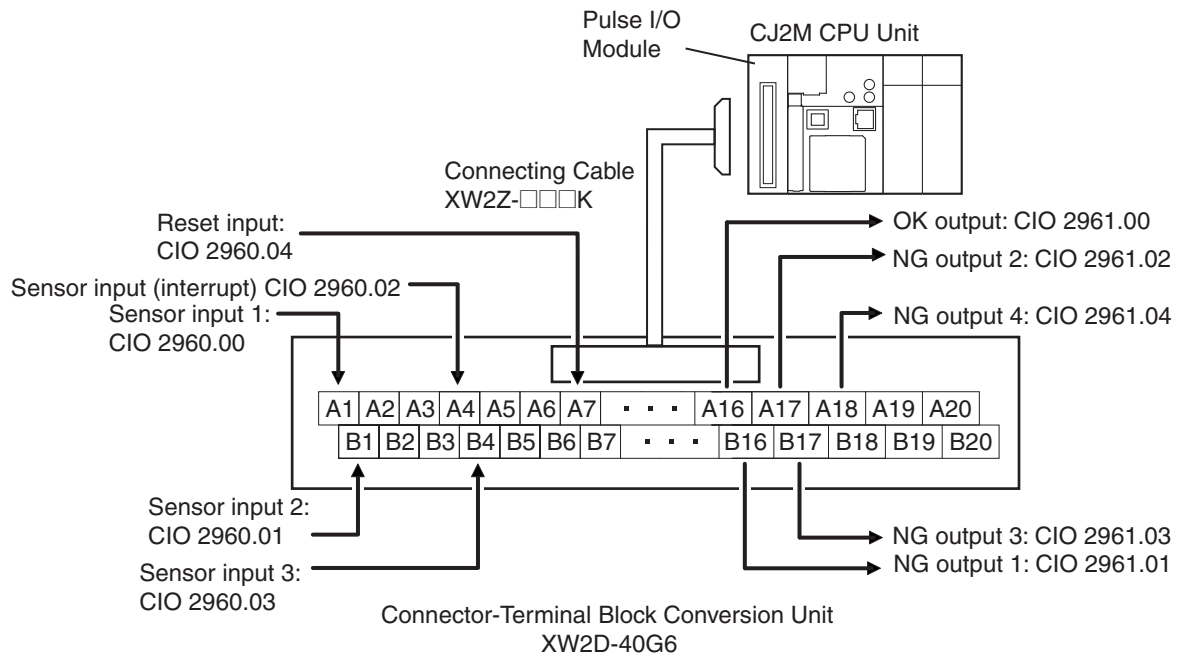 Pulse I/O
Module
CJ2M CPU Unit
Connecting Cable
XW2Z-□□□K
Reset input:
CIO 2960.04
Sensor input (interrupt) CIO 2960.02
Sensor input 1:
CIO 2960.00
OK output: CIO 2961.00
NG output 2: CIO 2961.02
NG output 4: CIO 2961.04
A1 A2 A3 A4 A5 A6 A7 · · · A16 A17 A18 A19 A20
B1 B2 B3 B4 B5 B6 B7 · · · B16 B17 B18 B19 B20
Sensor input 2:
CIO 2960.01
Sensor input 3:
CIO 2960.03
NG output 3: CIO 2961.03
NG output 1: CIO 2961.01
Connector-Terminal Block Conversion Unit
XW2D-40G6